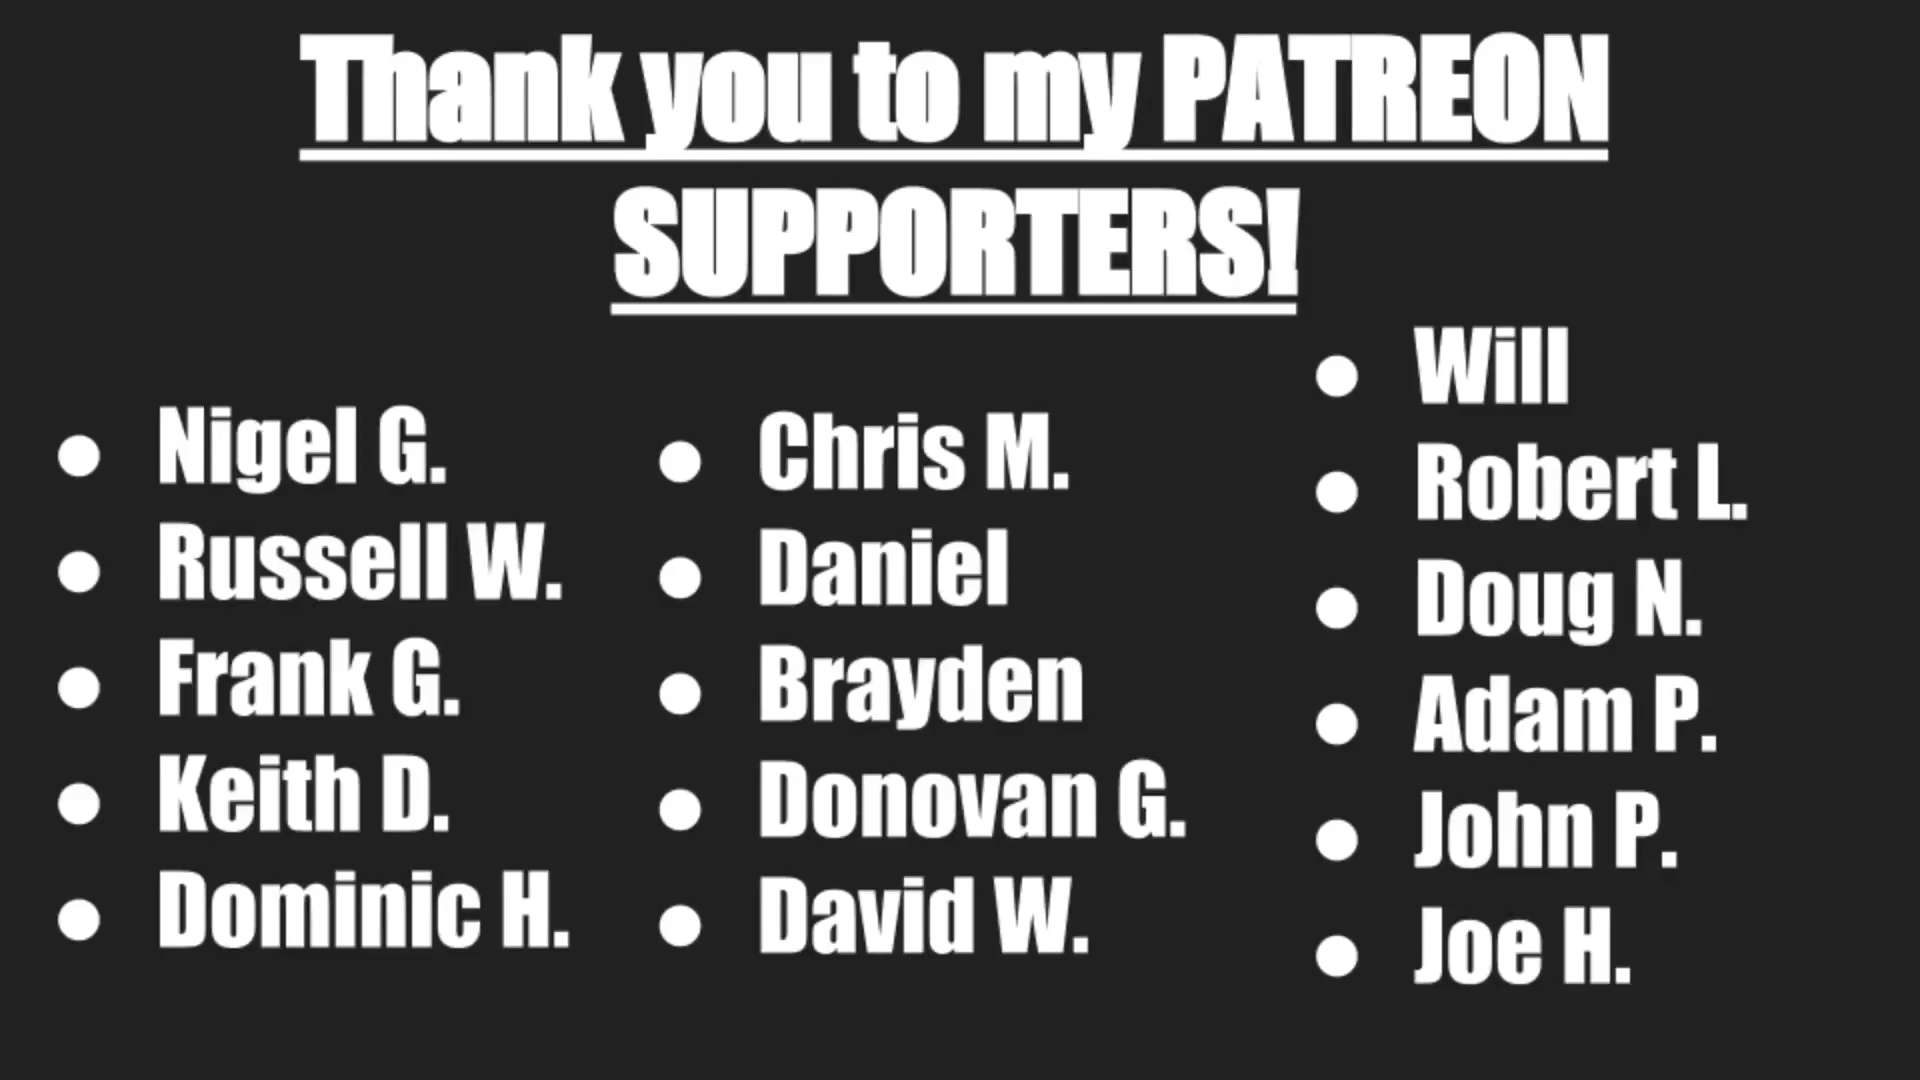 Thank you to my PATREON
SUPPORTERS!
● Nigel G.
● Russell W.
● Frank G.
● Keith D.
● Dominic H.
● Chris M.
● Daniel
● Brayden
● Donovan G.
● David W.
● Will
● Robert L.
● Doug N.
● Adam P.
● John P.
● Joe H.